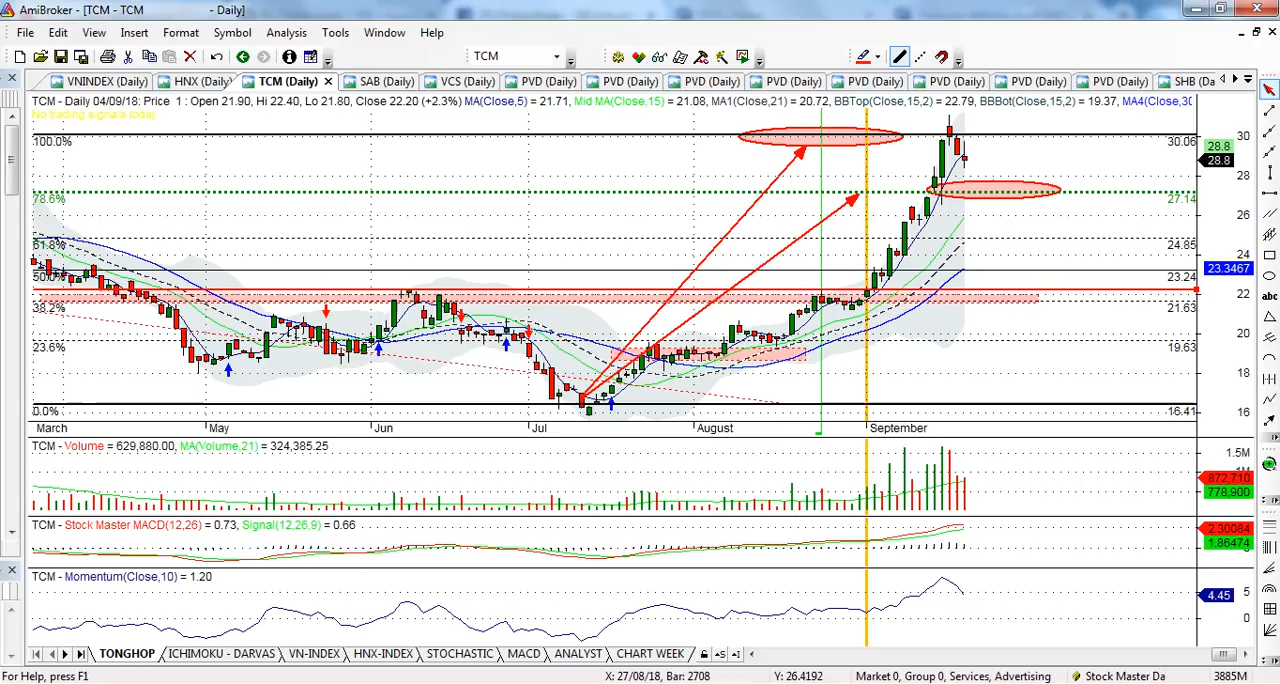 AmiBroker - [TCM - TCM - Daily]
File Edit View Insert Format Symbol Analysis Tools Window Help
TCM
VNINDEX (Daily) HNX (Daily) TCM (Daily) SAB (Daily) VCS (Daily) PVD (Daily) PVD (Daily) PVD (Daily) PVD (Daily) PVD (Daily) PVD (Daily) PVD (Daily) PVD (Daily) SHB (Da
TCM - Daily 04/09/18: Price 1 : Open 21.90, Hi 22.40, Lo 21.80, Close 22.20 (+2.3%) MA(Close,5) = 21.71, Mid MA(Close,15) = 21.08, MA1(Close,21) = 20.72, BBTop(Close,15,2) = 22.79, BBBot(Close,15,2) = 19.37, MA4(Close,30
No trading signals today
100.0% 30.06 30
28.8
28.8
28
78.6% 27.14
26
61.8% 24.85
24
23.3467
50.0% 23.24
22
38.2% 21.63
20
23.6% 19.63
18
0.0% 16.41 16
March May Jun Jul August September
TCM - Volume = 629,880.00, MA(Volume,21) = 324,385.25
1.5M
1M
872,710
778,900
TCM - Stock Master MACD(12,26) = 0.73, Signal(12,26,9) = 0.66
2.30084
1.86474
TCM - Momentum(Close,10) = 1.20
5
4.45
0
abc
TONGHOP ICHIMOKU - DARVAS VN-INDEX HNX-INDEX STOCHASTIC MACD ANALYST CHART WEEK
For Help, press F1 X: 27/08/18, Bar: 2708 Y: 26.4192 Market 0, Group 0, Services, Advertising Stock Master Da 3885M